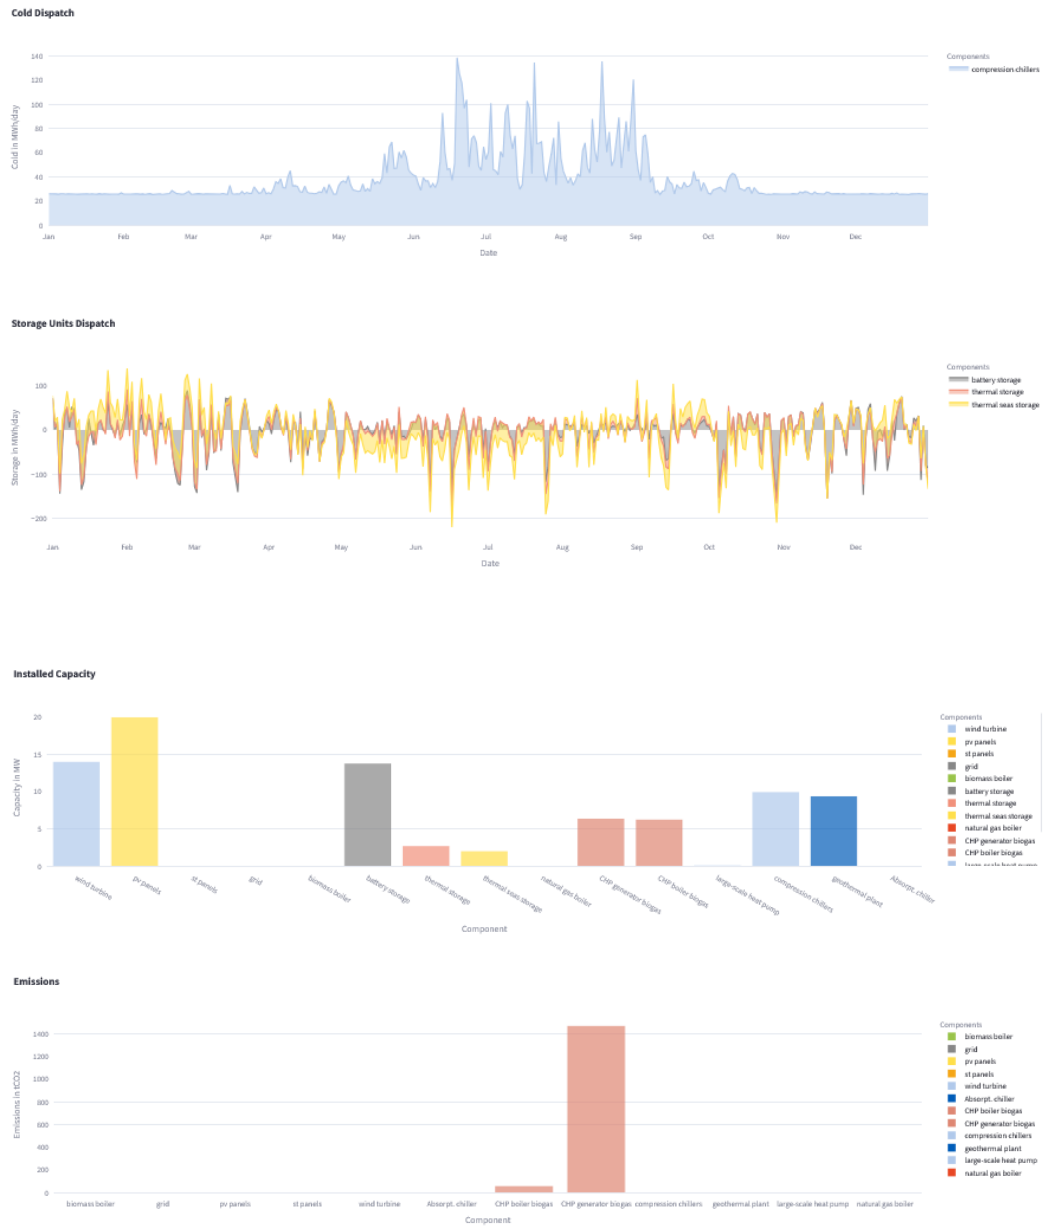 Cold Dispatch
Components
compression chillers
Cold in MWh/day
140
120
100
80
60
40
20
0
Jan Feb Mar Apr May Jun Jul Aug Sep Oct Nov Dec
Date
Storage Units Dispatch
Components
battery storage
thermal storage
thermal seas storage
Storage in MWh/day
100
0
−100
−200
Jan Feb Mar Apr May Jun Jul Aug Sep Oct Nov Dec
Date
Installed Capacity
Components
wind turbine
pv panels
st panels
grid
biomass boiler
battery storage
thermal storage
thermal seas storage
natural gas boiler
CHP generator biogas
CHP boiler biogas
large-scale heat pump
Capacity in MW
20
15
10
5
0
wind turbine pv panels st panels grid biomass boiler battery storage thermal storage thermal seas storage natural gas boiler CHP generator biogas CHP boiler biogas large-scale heat pump compression chillers geothermal plant Absorpt. chiller
Component
Emissions
Components
biomass boiler
grid
pv panels
st panels
wind turbine
Absorpt. chiller
CHP boiler biogas
CHP generator biogas
compression chillers
geothermal plant
large-scale heat pump
natural gas boiler
Emissions in tCO2
1400
1200
1000
800
600
400
200
0
biomass boiler grid pv panels st panels wind turbine Absorpt. chiller CHP boiler biogas CHP generator biogas compression chillers geothermal plant large-scale heat pump natural gas boiler
Component